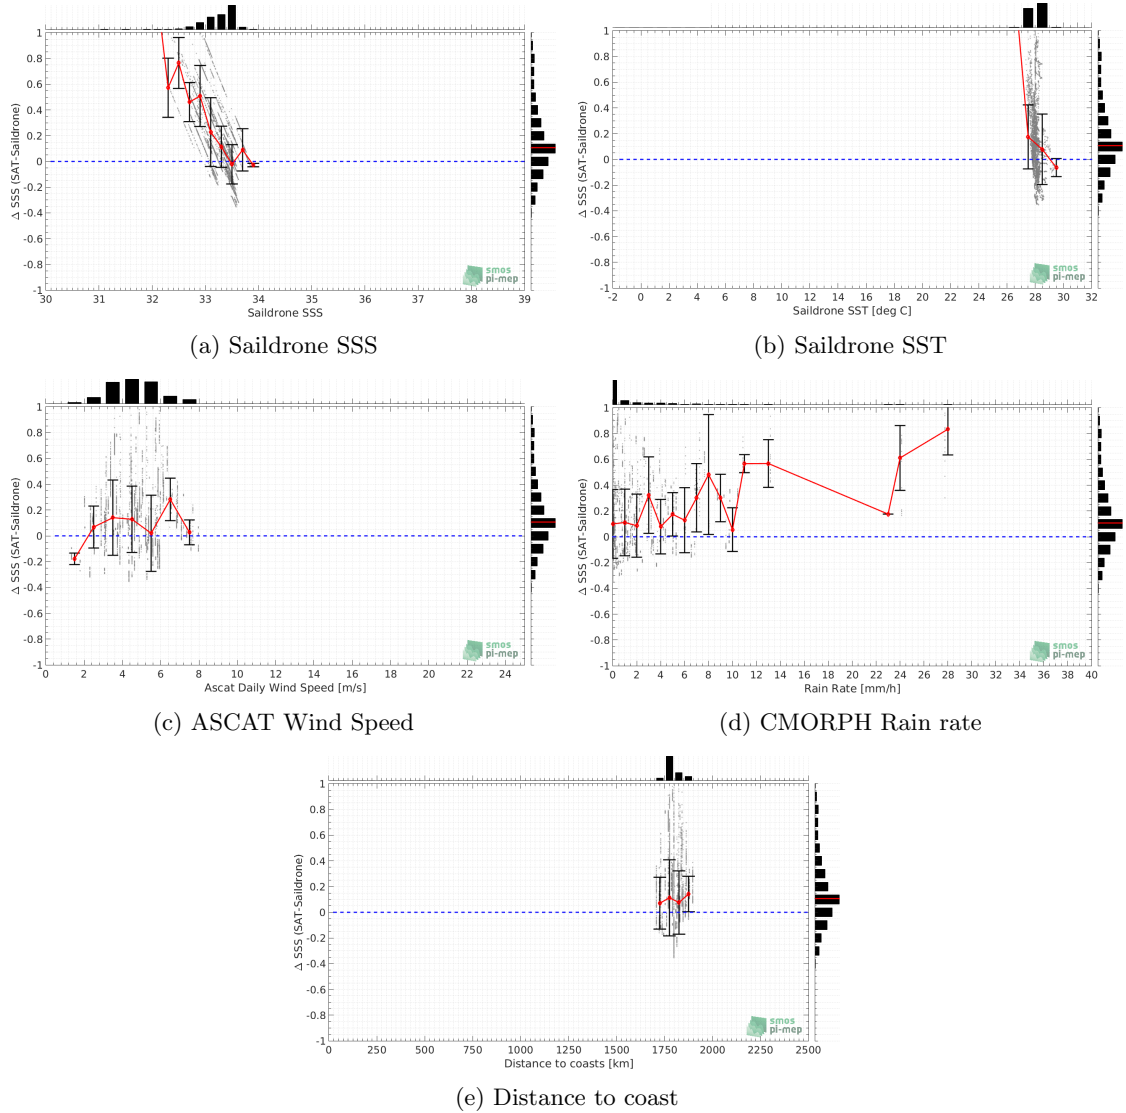 1
0.8
0.6
0.4
0.2
0
-0.2
-0.4
-0.6
-0.8
-1
Δ SSS (SAT-Saildrone)
30 31 32 33 34 35 36 37 38 39
Saildrone SSS
smos
pi-mep
(a) Saildrone SSS
1
0.8
0.6
0.4
0.2
0
-0.2
-0.4
-0.6
-0.8
-1
Δ SSS (SAT-Saildrone)
-2 0 2 4 6 8 10 12 14 16 18 20 22 24 26 28 30 32
Saildrone SST [deg C]
smos
pi-mep
(b) Saildrone SST
1
0.8
0.6
0.4
0.2
0
-0.2
-0.4
-0.6
-0.8
-1
Δ SSS (SAT-Saildrone)
0 2 4 6 8 10 12 14 16 18 20 22 24
Ascat Daily Wind Speed [m/s]
smos
pi-mep
(c) ASCAT Wind Speed
1
0.8
0.6
0.4
0.2
0
-0.2
-0.4
-0.6
-0.8
-1
Δ SSS (SAT-Saildrone)
0 2 4 6 8 10 12 14 16 18 20 22 24 26 28 30 32 34 36 38 40
Rain Rate [mm/h]
smos
pi-mep
(d) CMORPH Rain rate
1
0.8
0.6
0.4
0.2
0
-0.2
-0.4
-0.6
-0.8
-1
Δ SSS (SAT-Saildrone)
0 250 500 750 1000 1250 1500 1750 2000 2250 2500
Distance to coasts [km]
smos
pi-mep
(e) Distance to coast